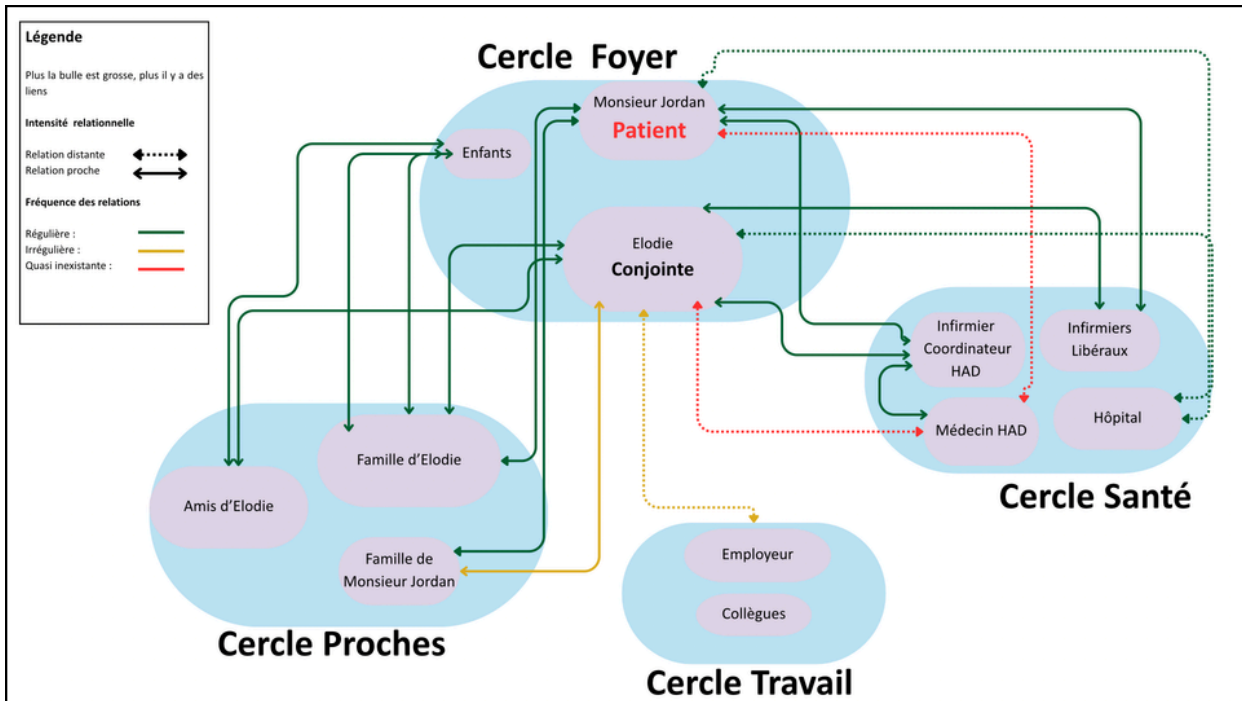 Légende
Plus la bulle est grosse, plus il y a des
liens
Intensité relationnelle
Relation distante
Relation proche
Fréquence des relations
Régulière :
Irrégulière :
Quasi inexistante :
Cercle Foyer
Monsieur Jordan
Patient
Enfants
Elodie
Conjointe
Infirmier
Coordinateur
HAD
Infirmiers
Libéraux
Médecin HAD
Hôpital
Cercle Santé
Famille d'Elodie
Amis d'Elodie
Famille de
Monsieur Jordan
Cercle Proches
Employeur
Collègues
Cercle Travail